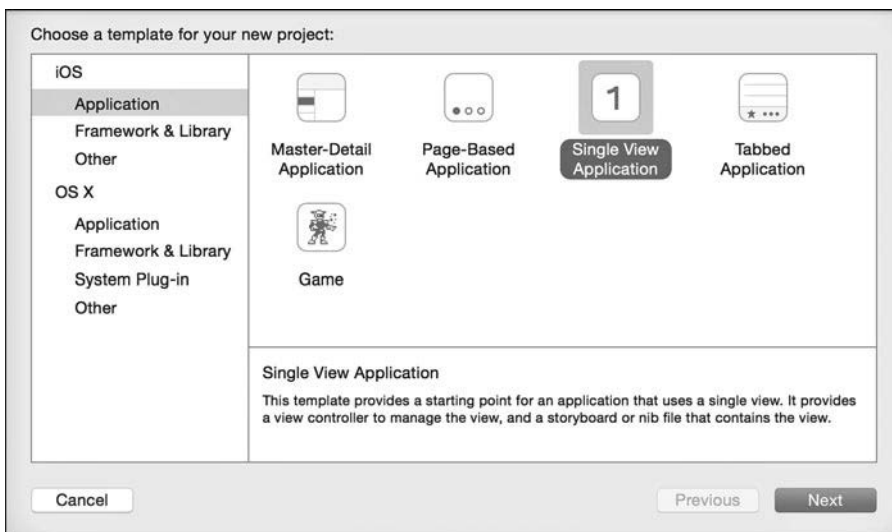 Choose a template for your new project:
iOS
Application
Framework & Library
Other
OS X
Application
Framework & Library
System Plug-in
Other
Master-Detail
Application
Page-Based
Application
1
Single View
Application
Tabbed
Application
Game
Single View Application
This template provides a starting point for an application that uses a single view. It provides
a view controller to manage the view, and a storyboard or nib file that contains the view.
Cancel
Previous
Next